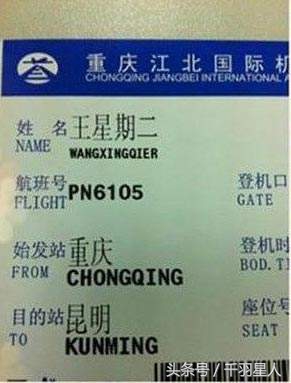 重庆江北国际机
CHONGQING JIANGBEI INTERNATIONAL A
姓 名 王星期二
NAME WANGXINGQIER
航班号 PN6105 登机口
FLIGHT GATE
始发站 重庆 登机时
FROM CHONGQING BOD.TI
目的站 昆明 座位号
TO KUNMING SEAT
头条号 / 千羽星人